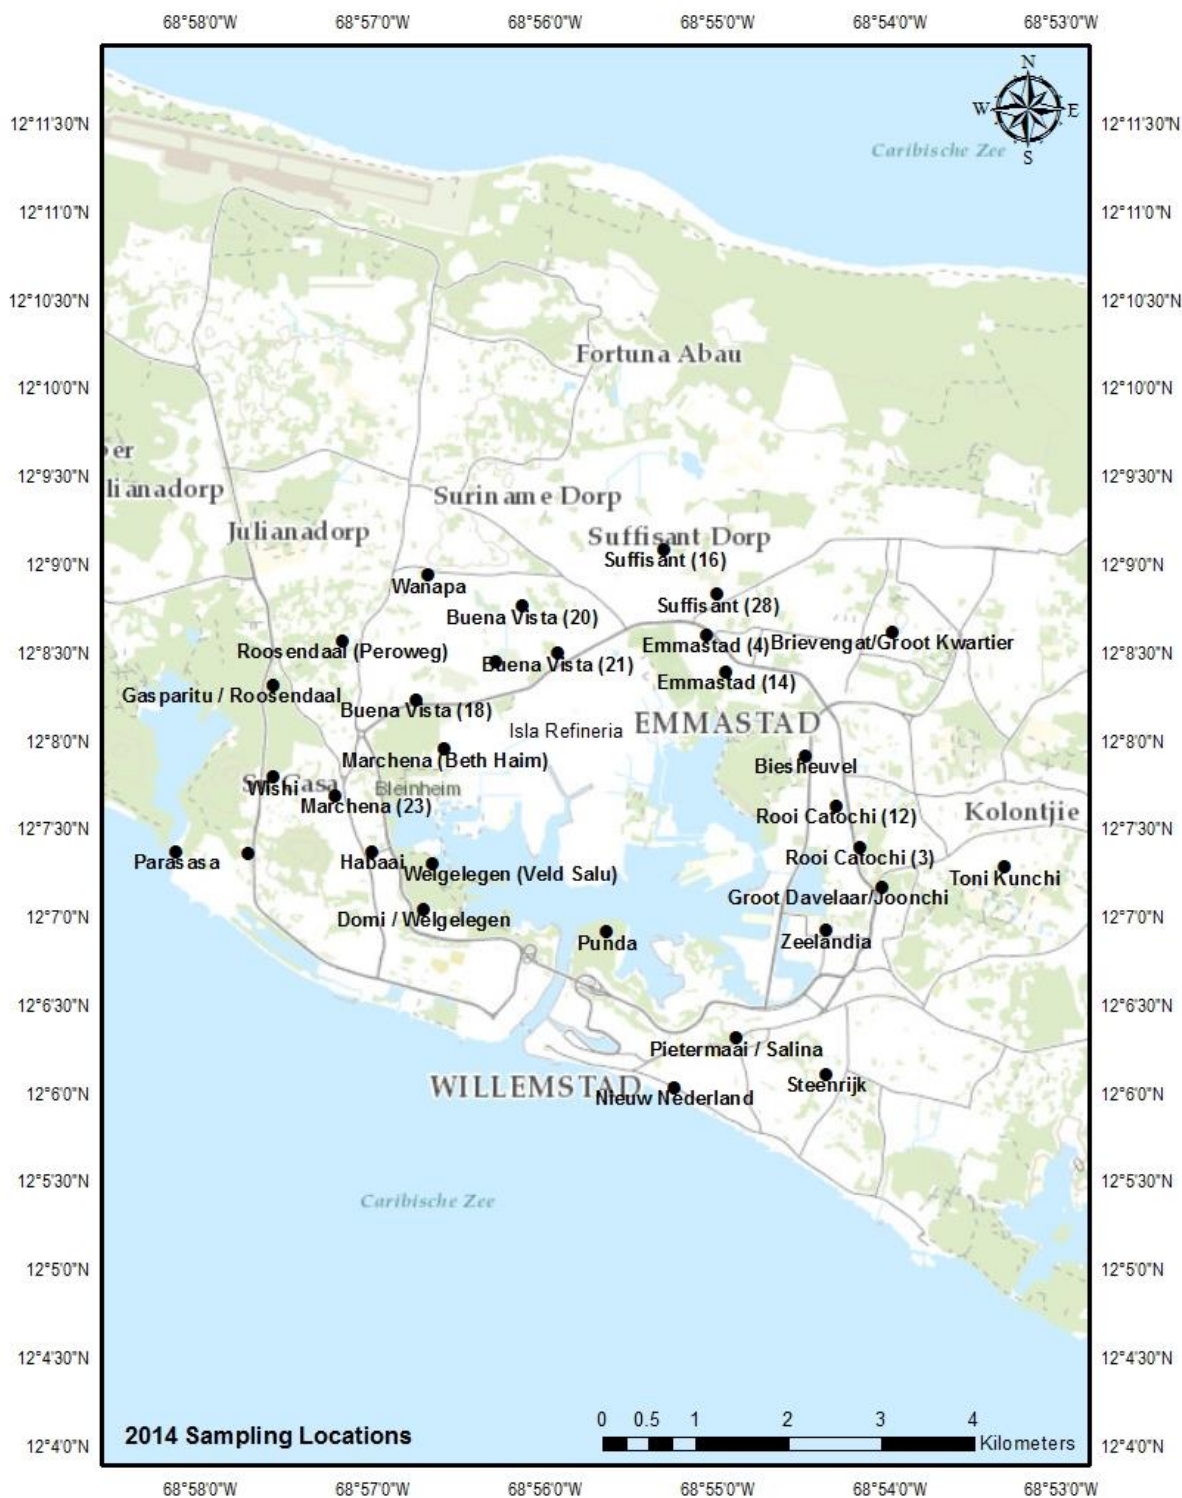 68°58'0"W 68°57'0"W 68°56'0"W 68°55'0"W 68°54'0"W 68°53'0"W
N
W E
S
12°11'30"N 12°11'30"N
Caribische Zee
12°11'0"N 12°11'0"N
12°10'30"N 12°10'30"N
Fortuna Abau
12°10'0"N 12°10'0"N
er
12°9'30"N 12°9'30"N
lianadorp
Suriname Dorp
Julianadorp
Suffisant Dorp
Suffisant (16)
12°9'0"N 12°9'0"N
Wanapa
Suffisant (28)
Buena Vista (20)
Emmastad (4)
Brievengat/Groot Kwartier
Roosendaal (Peroweg)
12°8'30"N 12°8'30"N
Buena Vista (21)
Emmastad (14)
Gasparitu / Roosendaal
Buena Vista (18)
EMMASTAD
Isla Refineria
12°8'0"N 12°8'0"N
Marchena (Beth Haim)
Biesheuvel
Wishi
Bleinheim
Marchena (23)
Kolontjie
Rooi Catochi (12)
12°7'30"N 12°7'30"N
Rooi Catochi (3)
Parasasa
Habaai
Welgelegen (Veld Salu)
Toni Kunchi
Groot Davelaar/Joonchi
12°7'0"N 12°7'0"N
Domi / Welgelegen
Punda
Zeelandia
12°6'30"N 12°6'30"N
Pietermaai / Salina
WILLEMSTAD
Steenrijk
12°6'0"N 12°6'0"N
Nieuw Nederland
12°5'30"N 12°5'30"N
Caribische Zee
12°5'0"N 12°5'0"N
12°4'30"N 12°4'30"N
0 0.5 1 2 3 4
2014 Sampling Locations
Kilometers
12°4'0"N 12°4'0"N
68°58'0"W 68°57'0"W 68°56'0"W 68°55'0"W 68°54'0"W 68°53'0"W